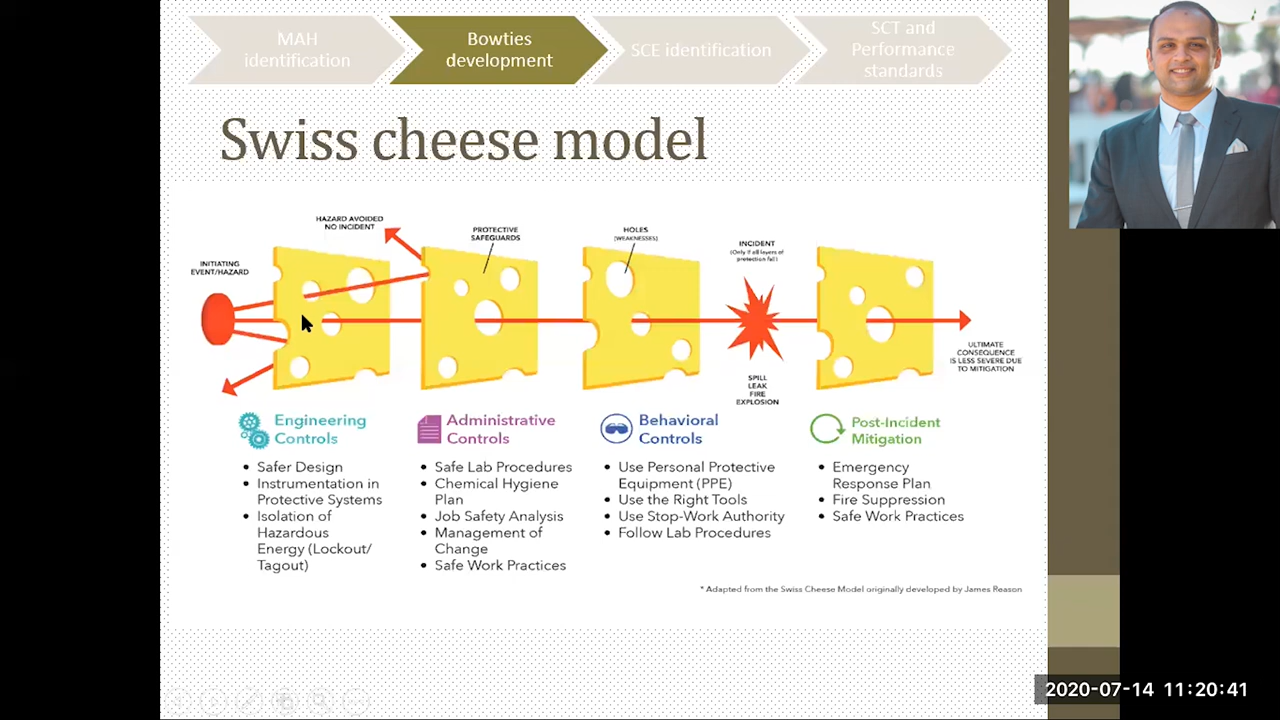 MAH
identification
Bowties
development
SCE identification
SCT and
Performance
standards
Swiss cheese model
HAZARD AVOIDED
NO INCIDENT
PROTECTIVE
SAFEGUARDS
HOLES
(WEAKNESSES)
INCIDENT
(Only if all layers of
protection fail)
INITIATING
EVENT/HAZARD
ULTIMATE
CONSEQUENCE
IS LESS SEVERE DUE
TO MITIGATION
SPILL
LEAK
FIRE
EXPLOSION
Engineering
Controls
• Safer Design
• Instrumentation in
Protective Systems
• Isolation of
Hazardous
Energy (Lockout/
Tagout)
Administrative
Controls
• Safe Lab Procedures
• Chemical Hygiene
Plan
• Job Safety Analysis
• Management of
Change
• Safe Work Practices
Behavioral
Controls
• Use Personal Protective
Equipment (PPE)
• Use the Right Tools
• Use Stop-Work Authority
• Follow Lab Procedures
Post-Incident
Mitigation
• Emergency
Response Plan
• Fire Suppression
• Safe Work Practices
* Adapted from the Swiss Cheese Model originally developed by James Reason
2020-07-14 11:20:41